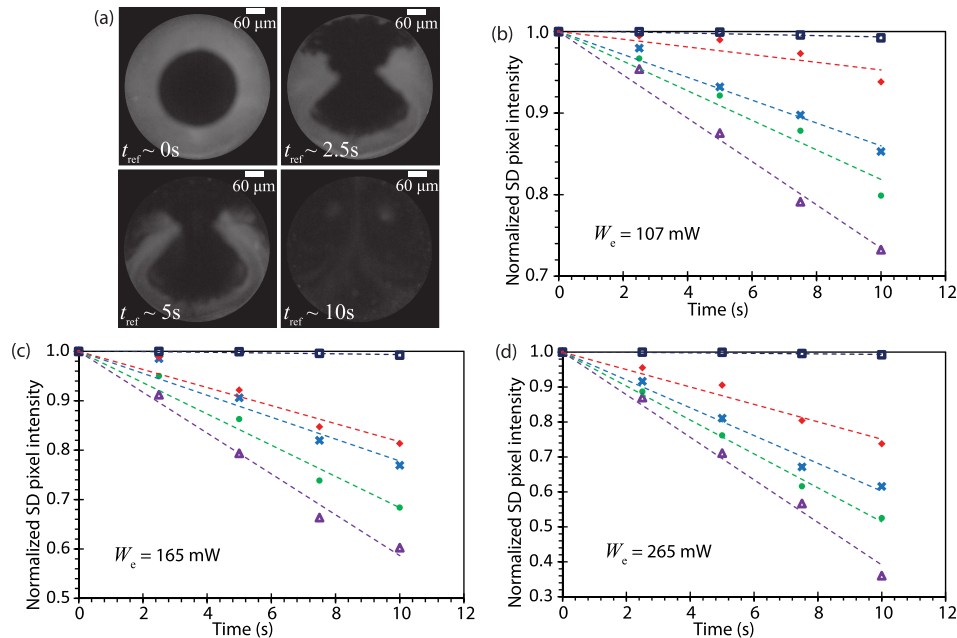 (a)
60 μm
60 μm
t_ref ~ 0s
t_ref ~ 2.5s
60 μm
60 μm
t_ref ~ 5s
t_ref ~ 10s
(b)
Normalized SD pixel intensity
1.0
0.9
0.8
0.7
W_e = 107 mW
0 2 4 6 8 10 12
Time (s)
(c)
Normalized SD pixel intensity
1.0
0.9
0.8
0.7
0.6
0.5
W_e = 165 mW
0 2 4 6 8 10 12
Time (s)
(d)
Normalized SD pixel intensity
1.0
0.9
0.8
0.7
0.6
0.5
0.4
0.3
W_e = 265 mW
0 2 4 6 8 10 12
Time (s)